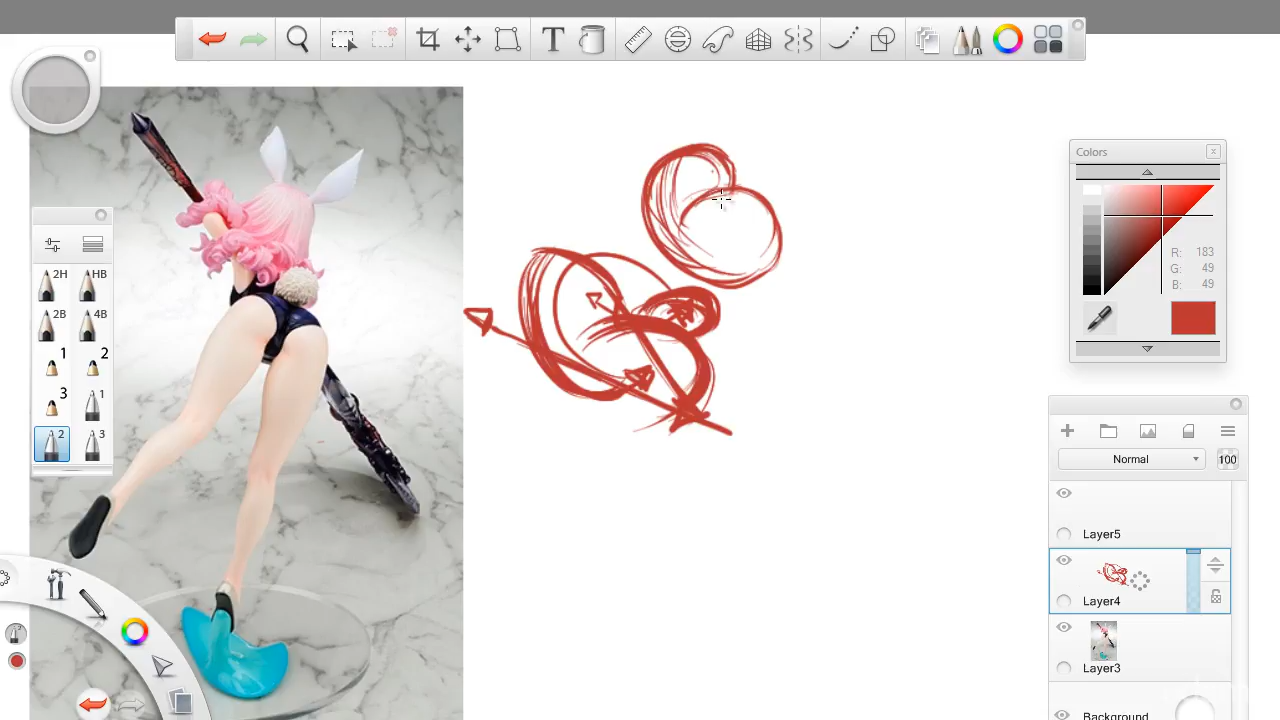 T
Colors
R: 183
G: 49
B: 49
2H HB
2B 4B
1 2
3 1
2 3
Normal 100
Layer5
Layer4
Layer3
Background